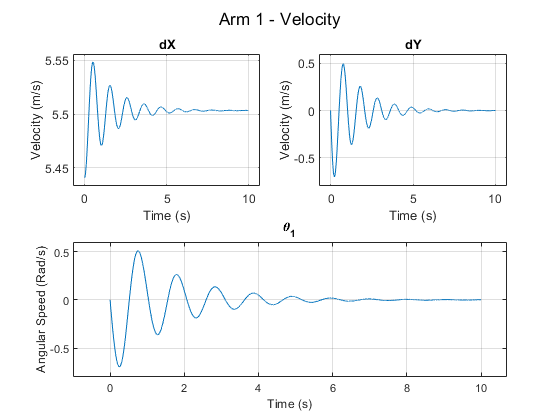 Arm 1 - Velocity
dX
Velocity (m/s)
5.55
5.5
5.45
0 5 10
Time (s)
dY
Velocity (m/s)
0.5
0
-0.5
0 5 10
Time (s)
θ1
Angular Speed (Rad/s)
0.5
0
-0.5
0 2 4 6 8 10
Time (s)